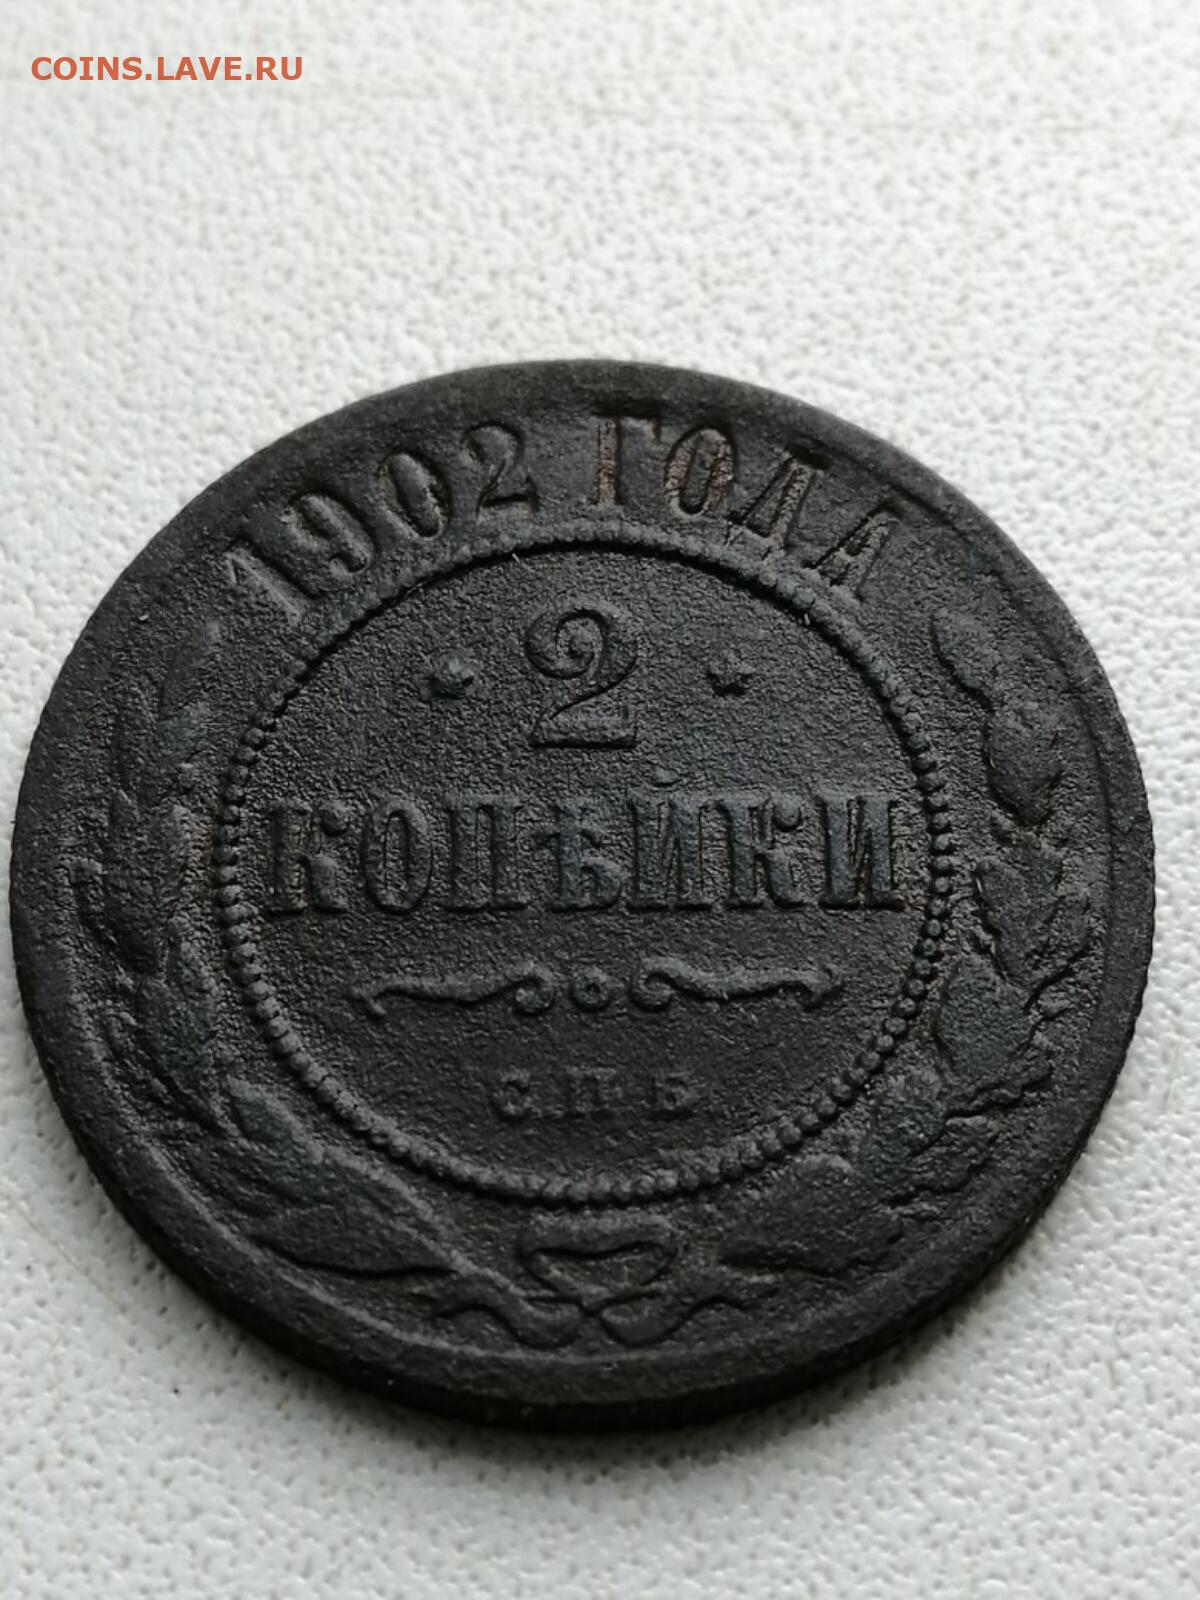 COINS.LAVE.RU
1902 ГОДА
2
КОПѢЙКИ
С.П.Б.